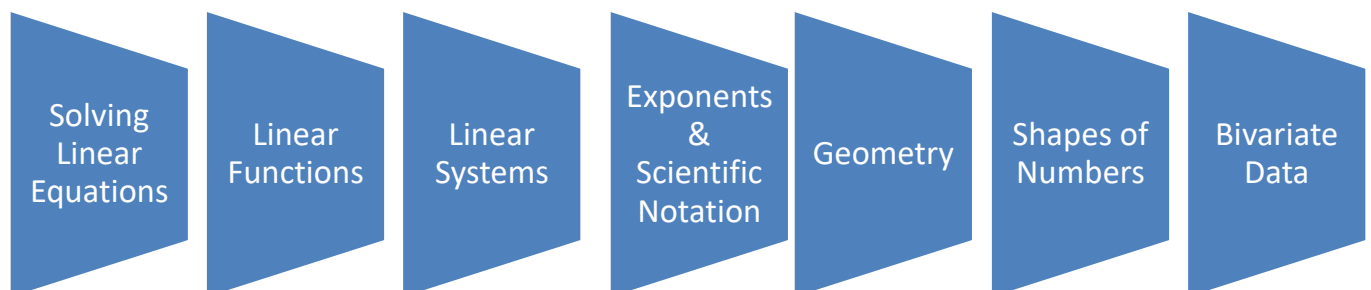 Solving
Linear
Equations
Linear
Functions
Linear
Systems
Exponents
&
Scientific
Notation
Geometry
Shapes of
Numbers
Bivariate
Data